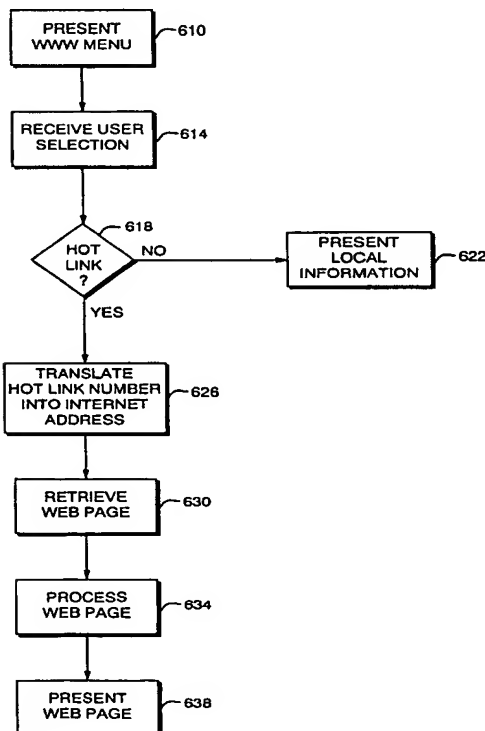 PRESENT
WWW MENU
610
RECEIVE USER
SELECTION
614
618
HOT
LINK
?
NO
PRESENT
LOCAL
INFORMATION
622
YES
TRANSLATE
HOT LINK NUMBER
INTO INTERNET
ADDRESS
626
RETRIEVE
WEB PAGE
630
PROCESS
WEB PAGE
634
PRESENT
WEB PAGE
638